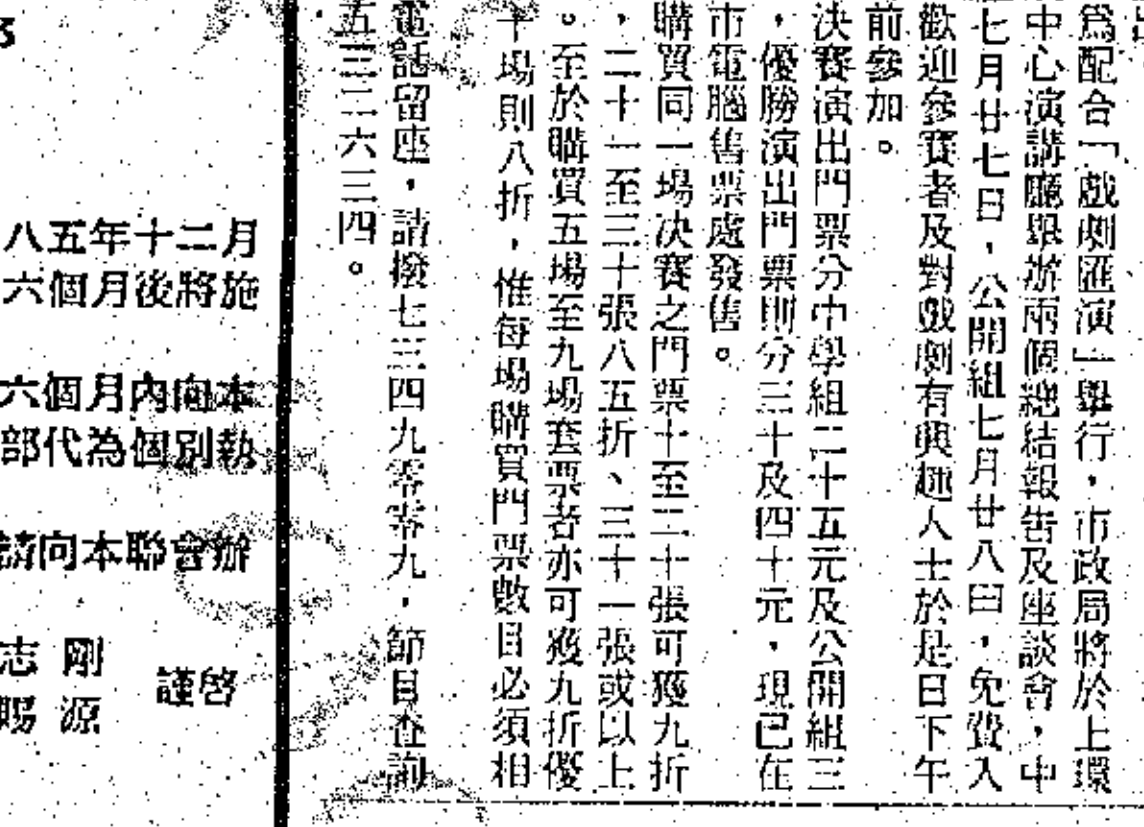 為配合「戲劇匯演」舉行，市政局將於上環
中心演講廳舉辦兩個總結報告及座談會，中
七月廿七日，公開組七月廿八日，免費入
歡迎參賽者及對戲劇有興趣人士於是日下午
前參加。
決賽演出門票分中學組二十五元及公開組三
，優勝演出門票則分三十及四十元，現已在
市電腦售票處發售。
購買同一場決賽之門票十至二十張可獲九折
，二十一至三十張八五折、三十一張或以上
。至於購買五場至九場套票者亦可獲九折優
十場則八折，惟每場購買門票數目必須相
電話留座，請撥七三四九零零九，節目查詢
五三二六三四。
八五年十二月
六個月後將施
六個月內向本
部代為個別執
請向本聯會辦
志剛
賜源
謹啓